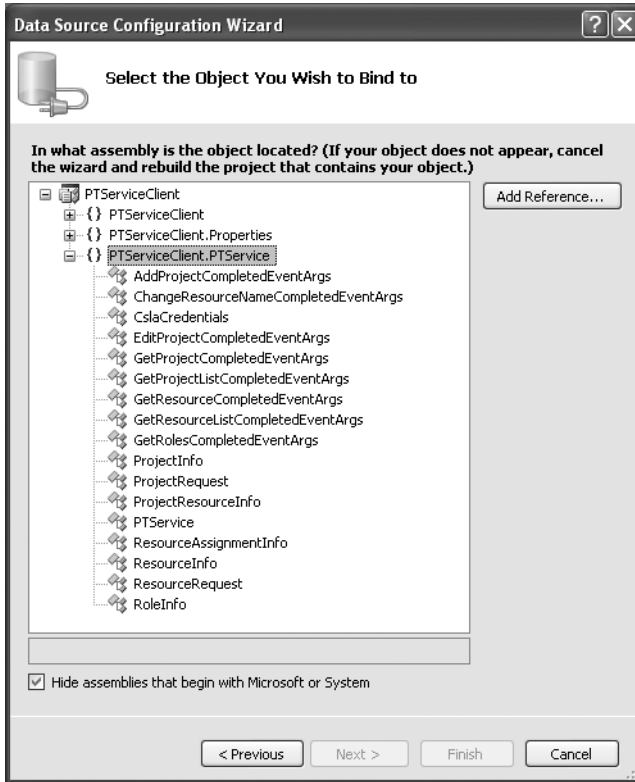 Data Source Configuration Wizard
Select the Object You Wish to Bind to
In what assembly is the object located? (If your object does not appear, cancel
the wizard and rebuild the project that contains your object.)
PTServiceClient
Add Reference...
{} PTServiceClient
{} PTServiceClient.Properties
{} PTServiceClient.PTService
AddProjectCompletedEventArgs
ChangeResourceNameCompletedEventArgs
CslaCredentials
EditProjectCompletedEventArgs
GetProjectCompletedEventArgs
GetProjectListCompletedEventArgs
GetResourceCompletedEventArgs
GetResourceListCompletedEventArgs
GetRolesCompletedEventArgs
ProjectInfo
ProjectRequest
ProjectResourceInfo
PTService
ResourceAssignmentInfo
ResourceInfo
ResourceRequest
RoleInfo
Hide assemblies that begin with Microsoft or System
< Previous
Next >
Finish
Cancel